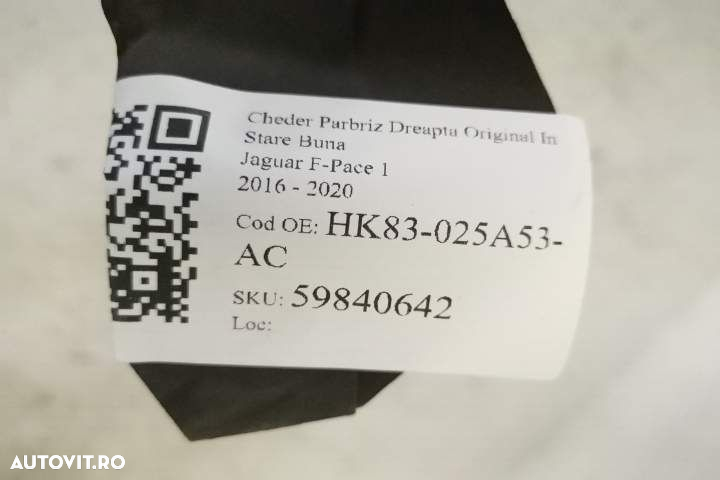 Cheder Parbriz Dreapta Original In
Stare Buna
Jaguar F-Pace 1
2016 - 2020
Cod OE: HK83-025A53-
AC
SKU: 59840642
Loc:
AUTOVIT.RO